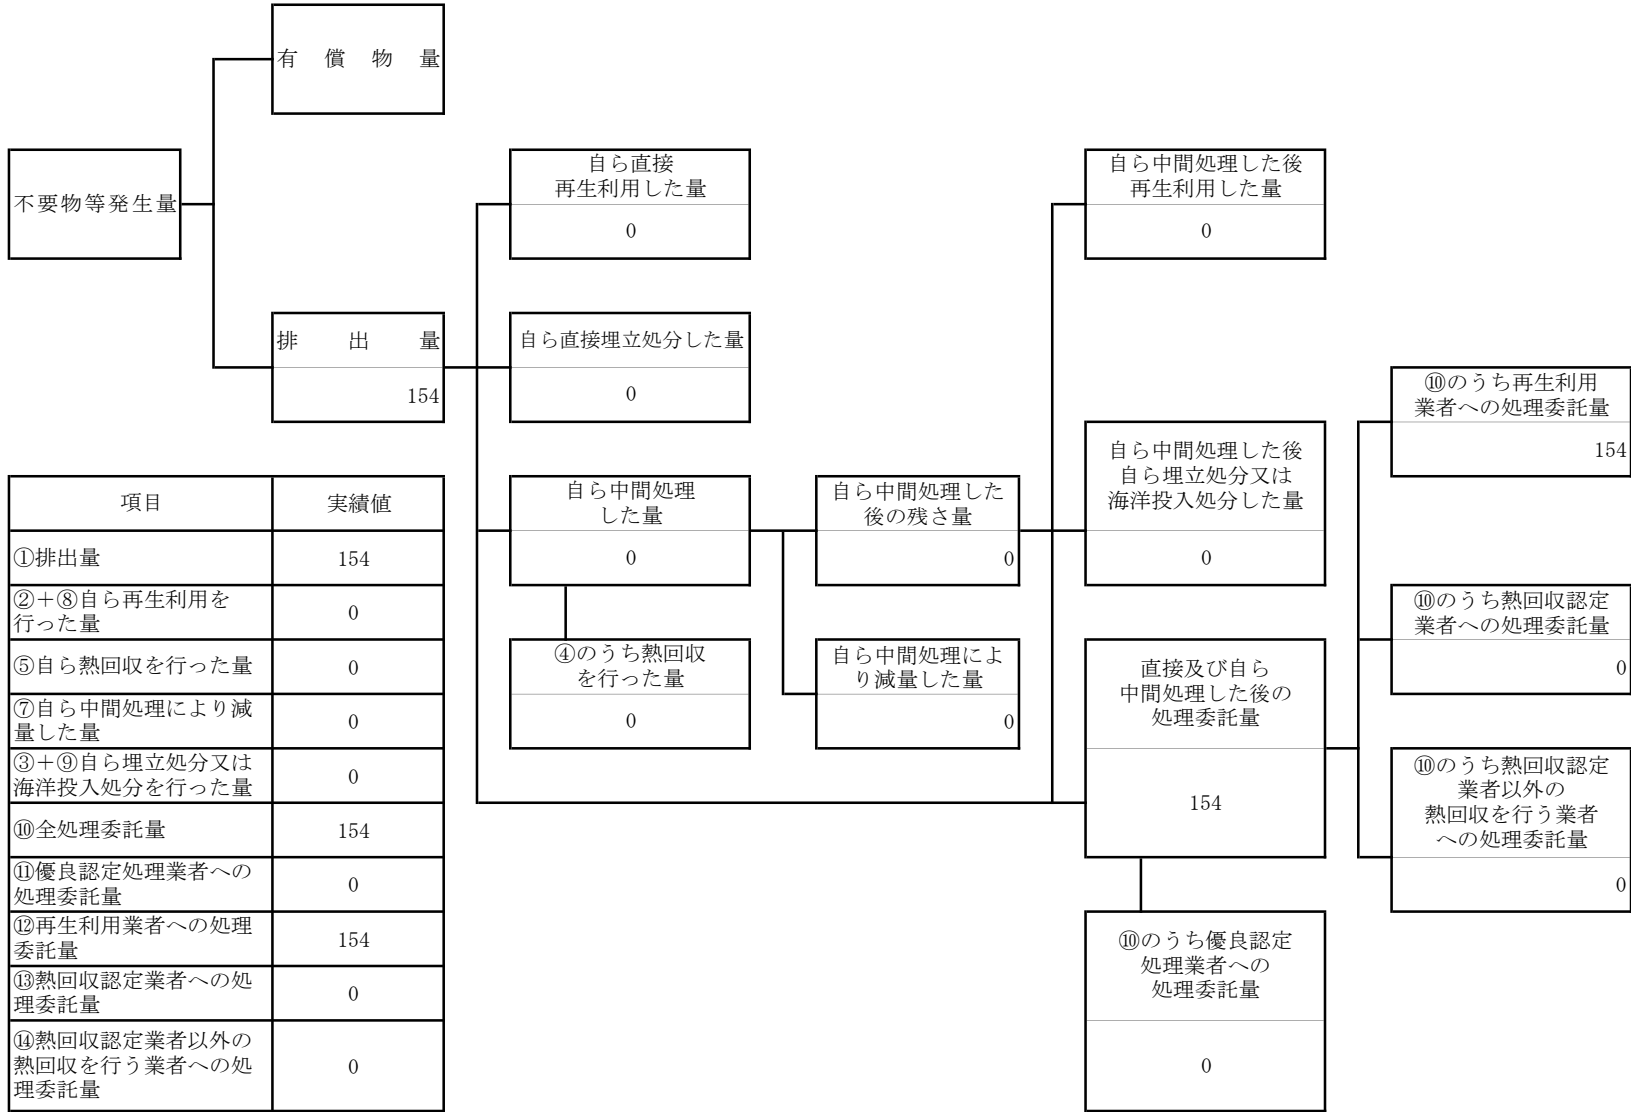 有償物量
不要物等発生量
排出量
154
自ら直接
再生利用した量
0
自ら直接埋立処分した量
0
自ら中間処理
した量
0
④のうち熱回収
を行った量
0
自ら中間処理した
後の残さ量
0
自ら中間処理によ
り減量した量
0
自ら中間処理した後
再生利用した量
0
自ら中間処理した後
自ら埋立処分又は
海洋投入処分した量
0
直接及び自ら
中間処理した後の
処理委託量
154
⑩のうち優良認定
処理業者への
処理委託量
0
⑩のうち再生利用
業者への処理委託量
154
⑩のうち熱回収認定
業者への処理委託量
0
⑩のうち熱回収認定
業者以外の
熱回収を行う業者
への処理委託量
0
項目 実績値
①排出量 154
②+⑧自ら再生利用を
行った量
0
⑤自ら熱回収を行った量 0
⑦自ら中間処理により減
量した量
0
③+⑨自ら埋立処分又は
海洋投入処分を行った量
0
⑩全処理委託量 154
⑪優良認定処理業者への
処理委託量
0
⑫再生利用業者への処理
委託量
154
⑬熱回収認定業者への処
理委託量
0
⑭熱回収認定業者以外の
熱回収を行う業者への処
理委託量
0